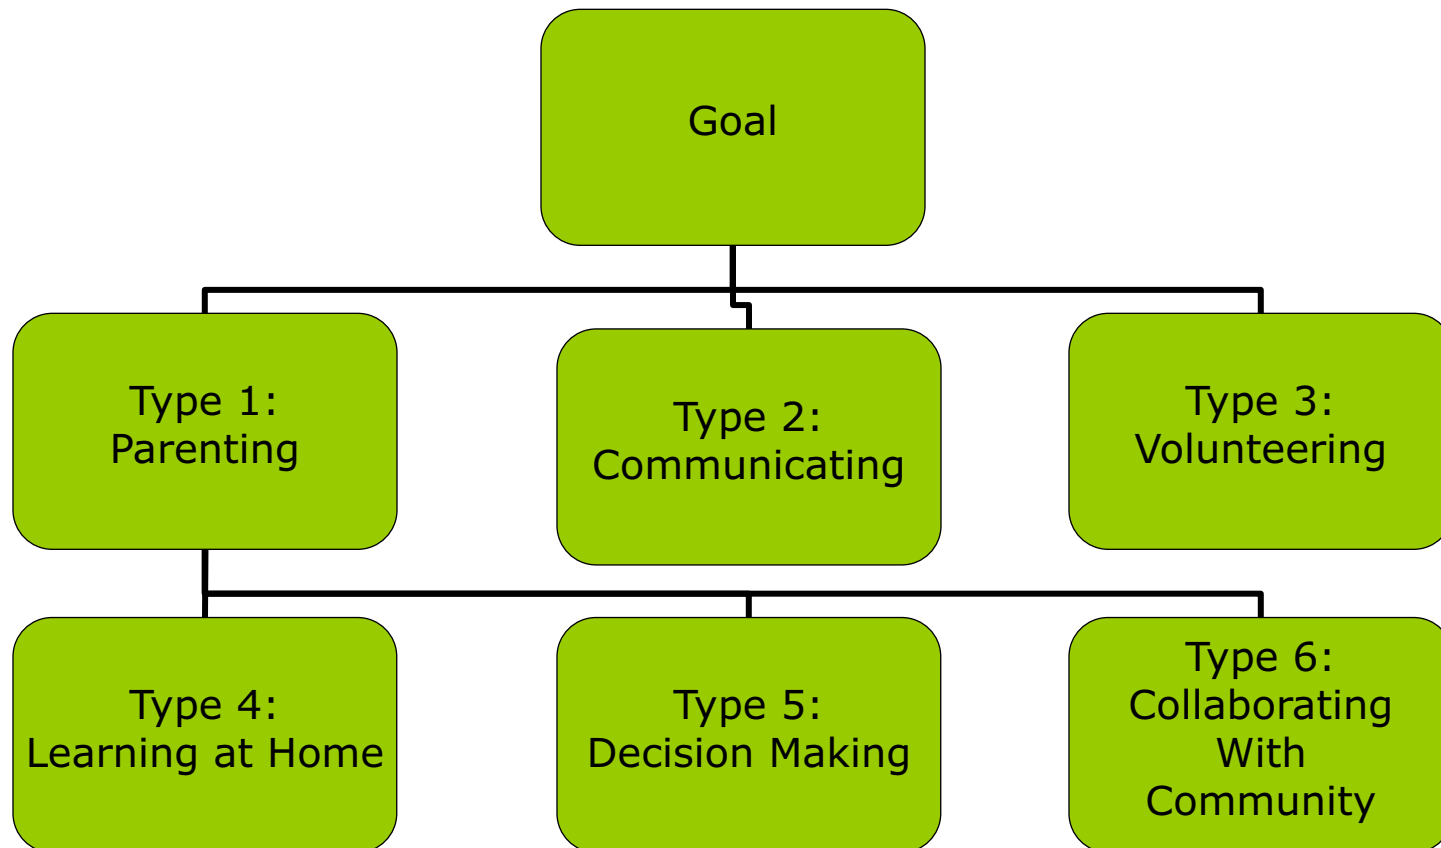 Goal
Type 1:
Parenting
Type 2:
Communicating
Type 3:
Volunteering
Type 4:
Learning at Home
Type 5:
Decision Making
Type 6:
Collaborating
With
Community